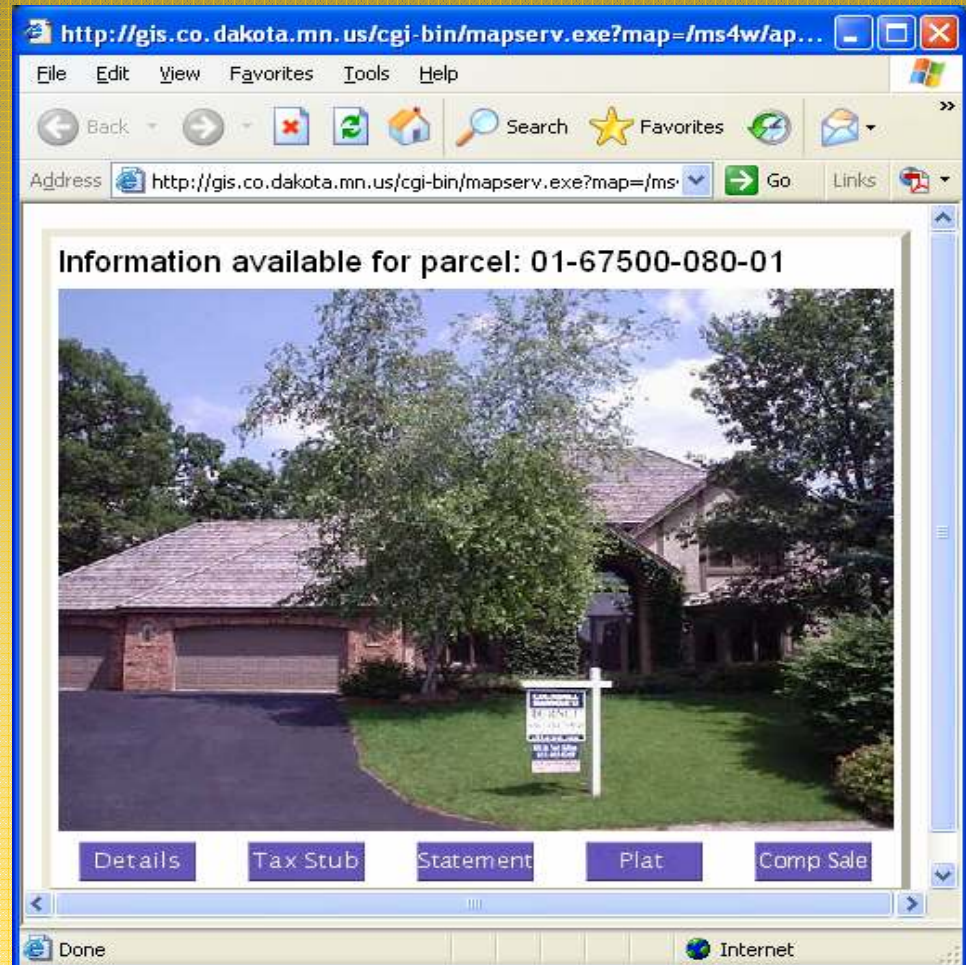 http://gis.co.dakota.mn.us/cgi-bin/mapserv.exe?map=/ms4w/ap...
File Edit View Favorites Tools Help
Back Search Favorites »
Address http://gis.co.dakota.mn.us/cgi-bin/mapserv.exe?map=/ms Go Links
Information available for parcel: 01-67500-080-01
BURNET
Details Tax Stub Statement Plat Comp Sale
Done Internet